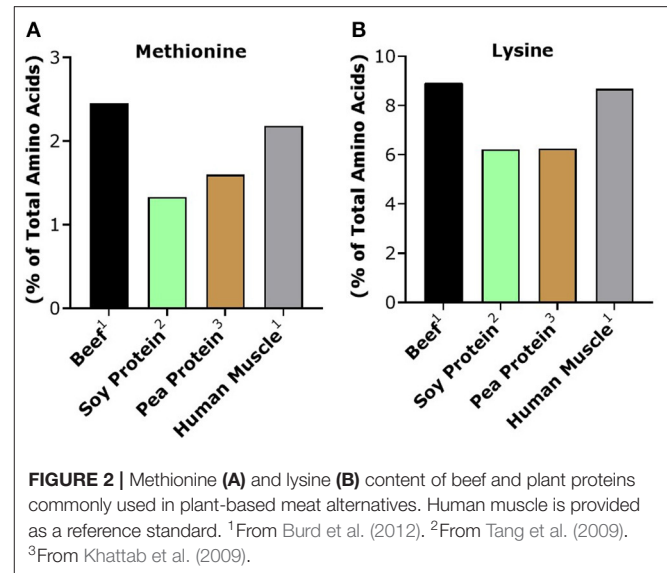 A
Methionine
(% of Total Amino Acids)
3
2
1
0
Beef¹
Soy Protein²
Pea Protein³
Human Muscle¹
B
Lysine
(% of Total Amino Acids)
10
8
6
4
2
0
Beef¹
Soy Protein²
Pea Protein³
Human Muscle¹
FIGURE 2 | Methionine (A) and lysine (B) content of beef and plant proteins
commonly used in plant-based meat alternatives. Human muscle is provided
as a reference standard. ¹From Burd et al. (2012). ²From Tang et al. (2009).
³From Khattab et al. (2009).